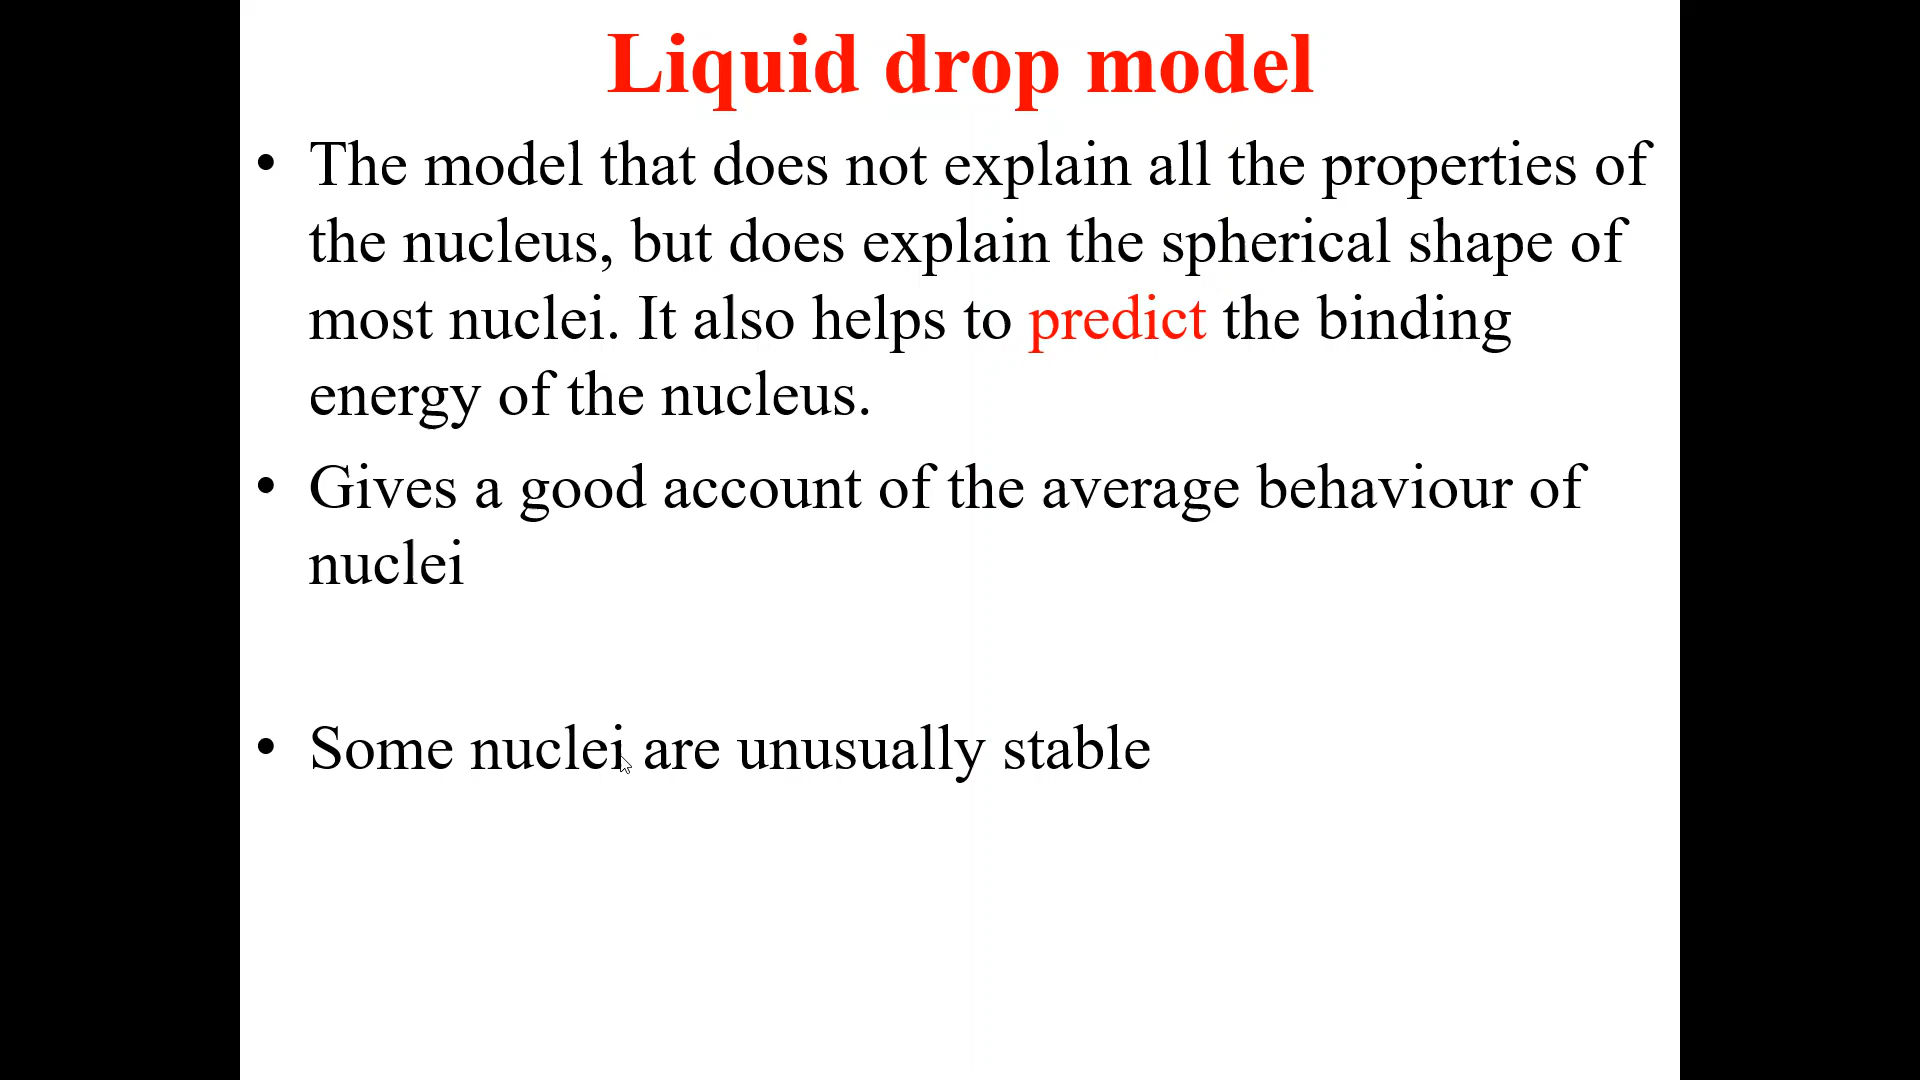 Liquid drop model
• The model that does not explain all the properties of
the nucleus, but does explain the spherical shape of
most nuclei. It also helps to predict the binding
energy of the nucleus.
• Gives a good account of the average behaviour of
nuclei
• Some nuclei are unusually stable